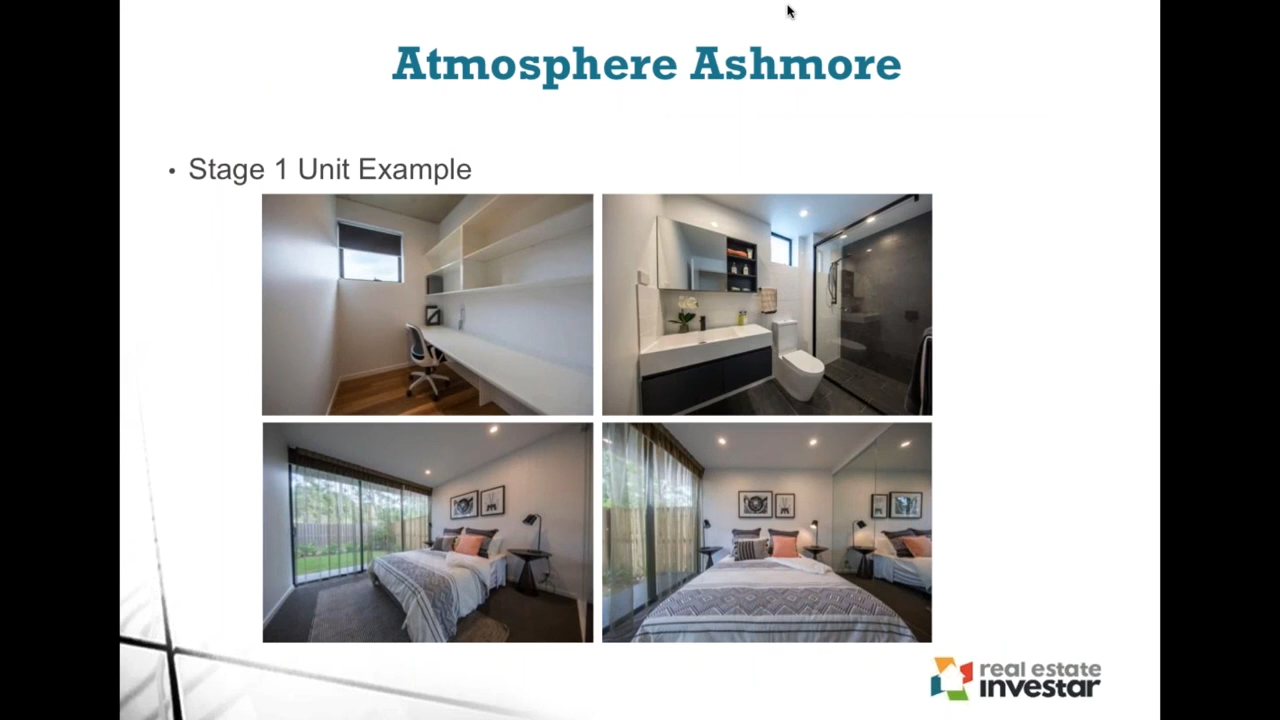 Atmosphere Ashmore
• Stage 1 Unit Example
real estate
investar